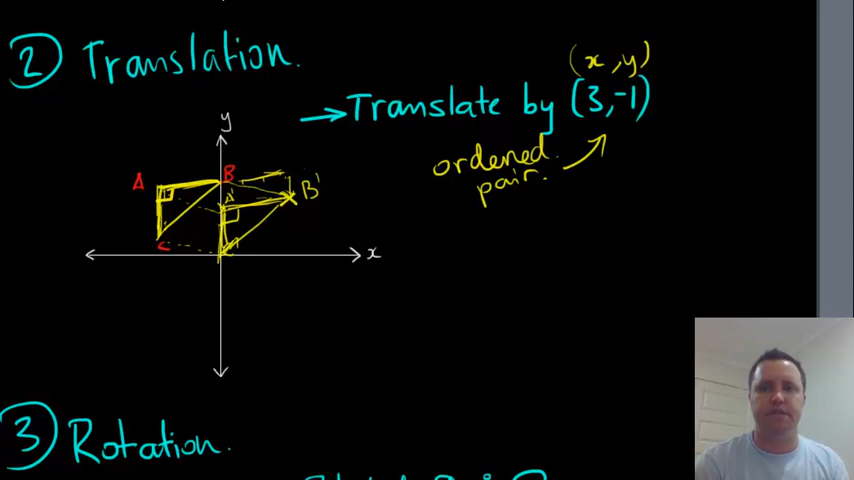 ② Translation.
(x, y)
→ Translate by (3, -1)
ordered
pair.
y
A
B
A'
B'
C
x
③ Rotation.